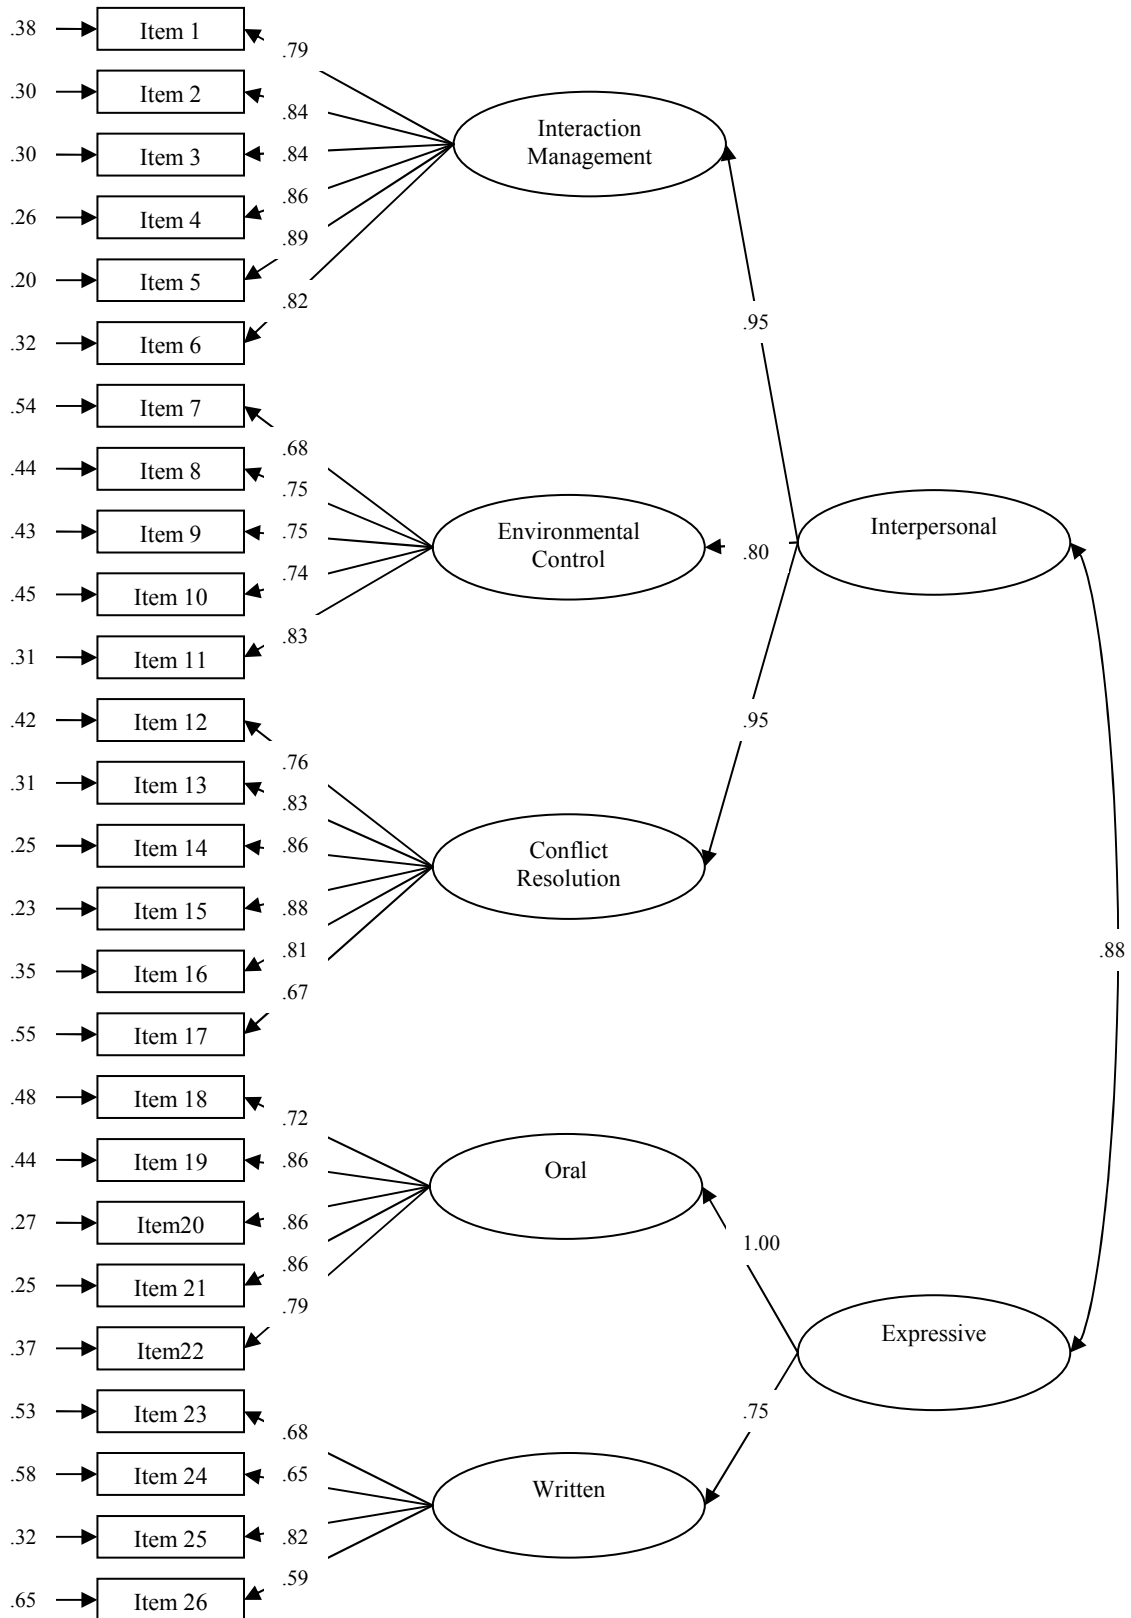 .38 Item 1
.79
.30 Item 2
.84
Interaction
Management
.30 Item 3
.84
.86
.26 Item 4
.89
.20 Item 5
.82
.95
.32 Item 6
.54 Item 7
.68
.44 Item 8
.75
.43 Item 9
.75
Environmental
Control
.80
Interpersonal
.74
.45 Item 10
.83
.31 Item 11
.42 Item 12
.95
.76
.31 Item 13
.83
.25 Item 14
.86
Conflict
Resolution
.23 Item 15
.88
.81
.88
.35 Item 16
.67
.55 Item 17
.48 Item 18
.72
.44 Item 19
.86
Oral
.27 Item20
.86
1.00
.86
.25 Item 21
.79
.37 Item22
Expressive
.53 Item 23
.75
.68
.58 Item 24
.65
Written
.32 Item 25
.82
.59
.65 Item 26